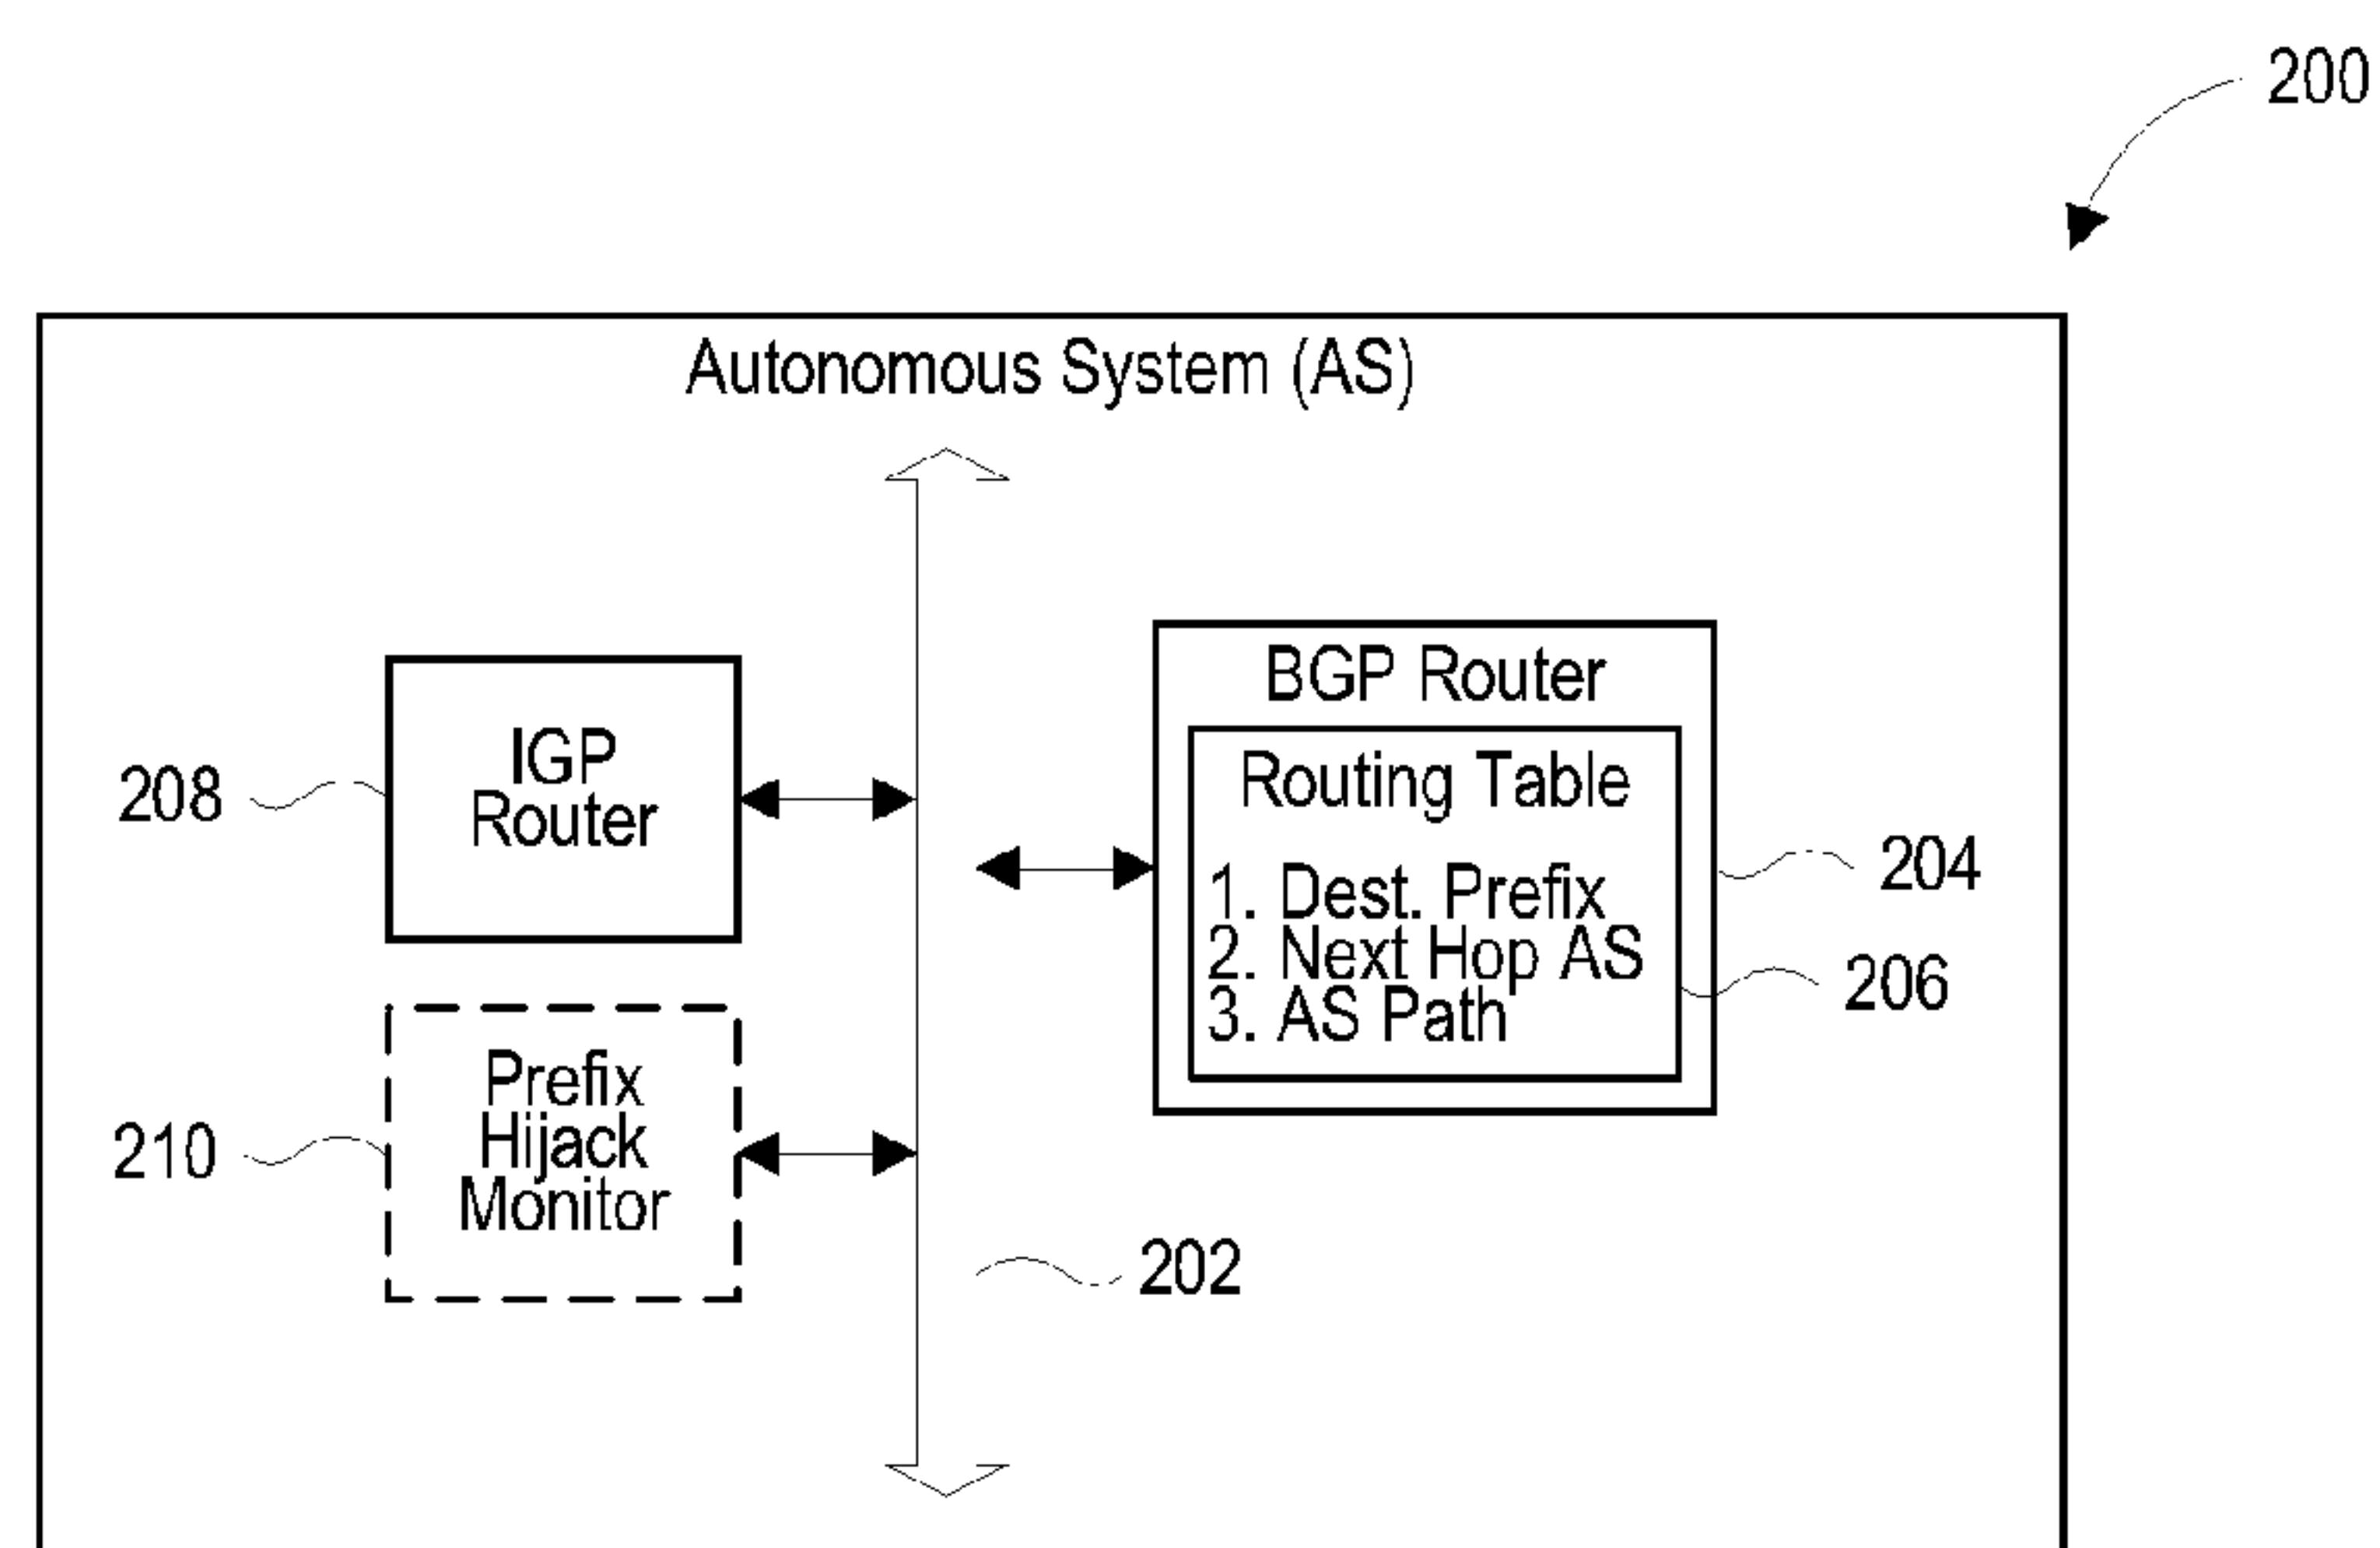 200
Autonomous System (AS)
BGP Router
IGP
Router
208
Routing Table
1. Dest. Prefix
2. Next Hop AS
3. AS Path
204
206
Prefix
Hijack
Monitor
210
202